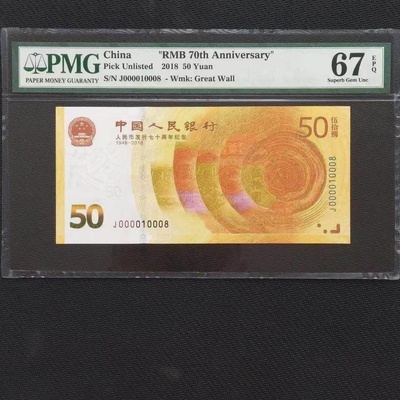 PMG
PAPER MONEY GUARANTY
China "RMB 70th Anniversary"
Pick Unlisted 2018 50 Yuan
S/N J000010008 - Wmk: Great Wall
67 EPQ
Superb Gem Unc
中国人民银行
人民币发行七十周年纪念
1948-2018
50
伍拾圆
J000010008
50
J000010008